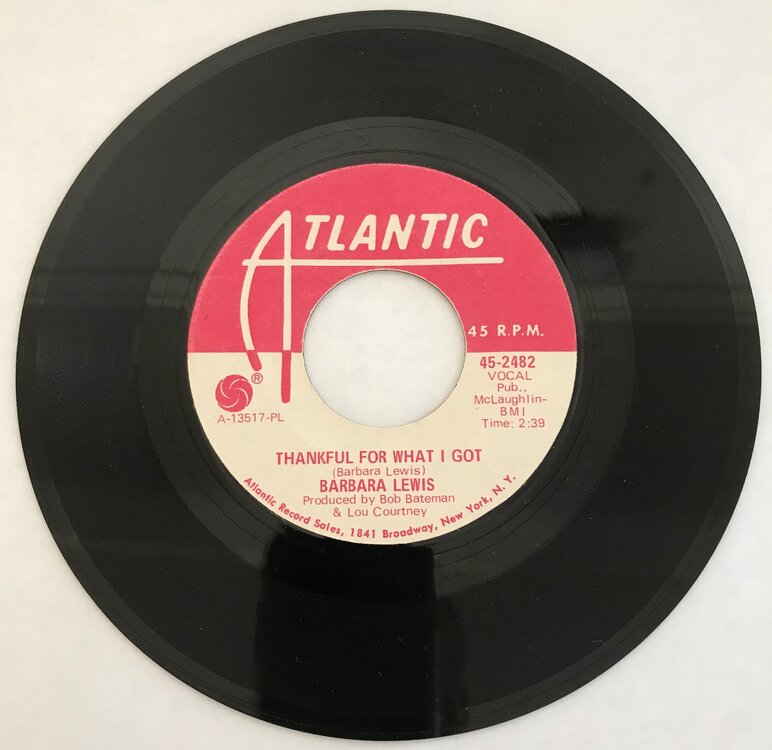 ATLANTIC
45 R.P.M.
®
A-13517-PL
45-2482
VOCAL
Pub.,
McLaughlin-
BMI
Time: 2:39
THANKFUL FOR WHAT I GOT
(Barbara Lewis)
BARBARA LEWIS
Produced by Bob Bateman
& Lou Courtney
Atlantic Record Sales, 1841 Broadway, New York, N. Y.